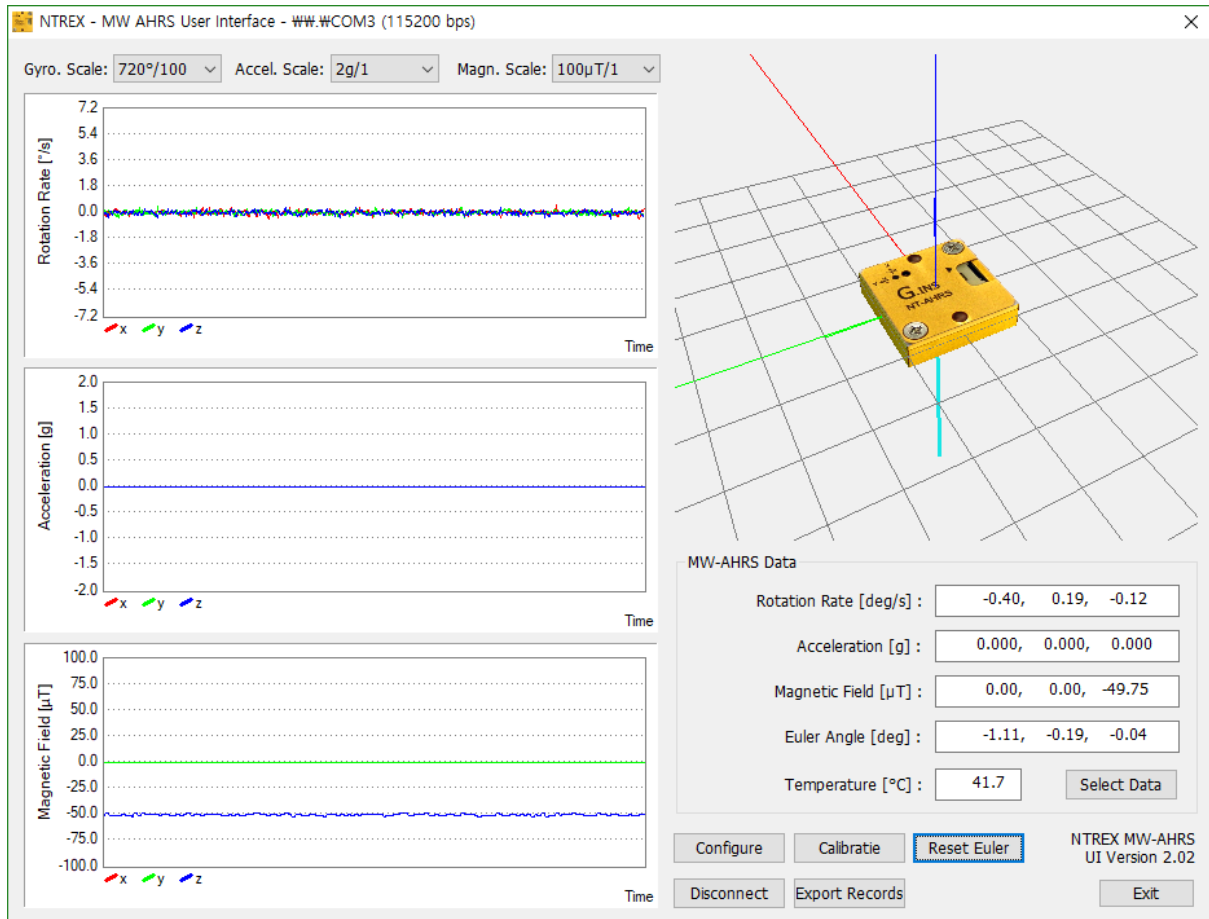 NTREX - MW AHRS User Interface - ₩₩.₩COM3 (115200 bps)
Gyro. Scale: 720°/100 Accel. Scale: 2g/1 Magn. Scale: 100µT/1
Rotation Rate [°/s]
7.2
5.4
3.6
1.8
0.0
-1.8
-3.6
-5.4
-7.2
x y z
Time
Acceleration [g]
2.0
1.5
1.0
0.5
0.0
-0.5
-1.0
-1.5
-2.0
x y z
Time
Magnetic Field [µT]
100.0
75.0
50.0
25.0
0.0
-25.0
-50.0
-75.0
-100.0
x y z
Time
G.INS
NT-AHRS
MW-AHRS Data
Rotation Rate [deg/s] : -0.40, 0.19, -0.12
Acceleration [g] : 0.000, 0.000, 0.000
Magnetic Field [µT] : 0.00, 0.00, -49.75
Euler Angle [deg] : -1.11, -0.19, -0.04
Temperature [°C] : 41.7 Select Data
Configure Calibratie Reset Euler
NTREX MW-AHRS
UI Version 2.02
Disconnect Export Records Exit